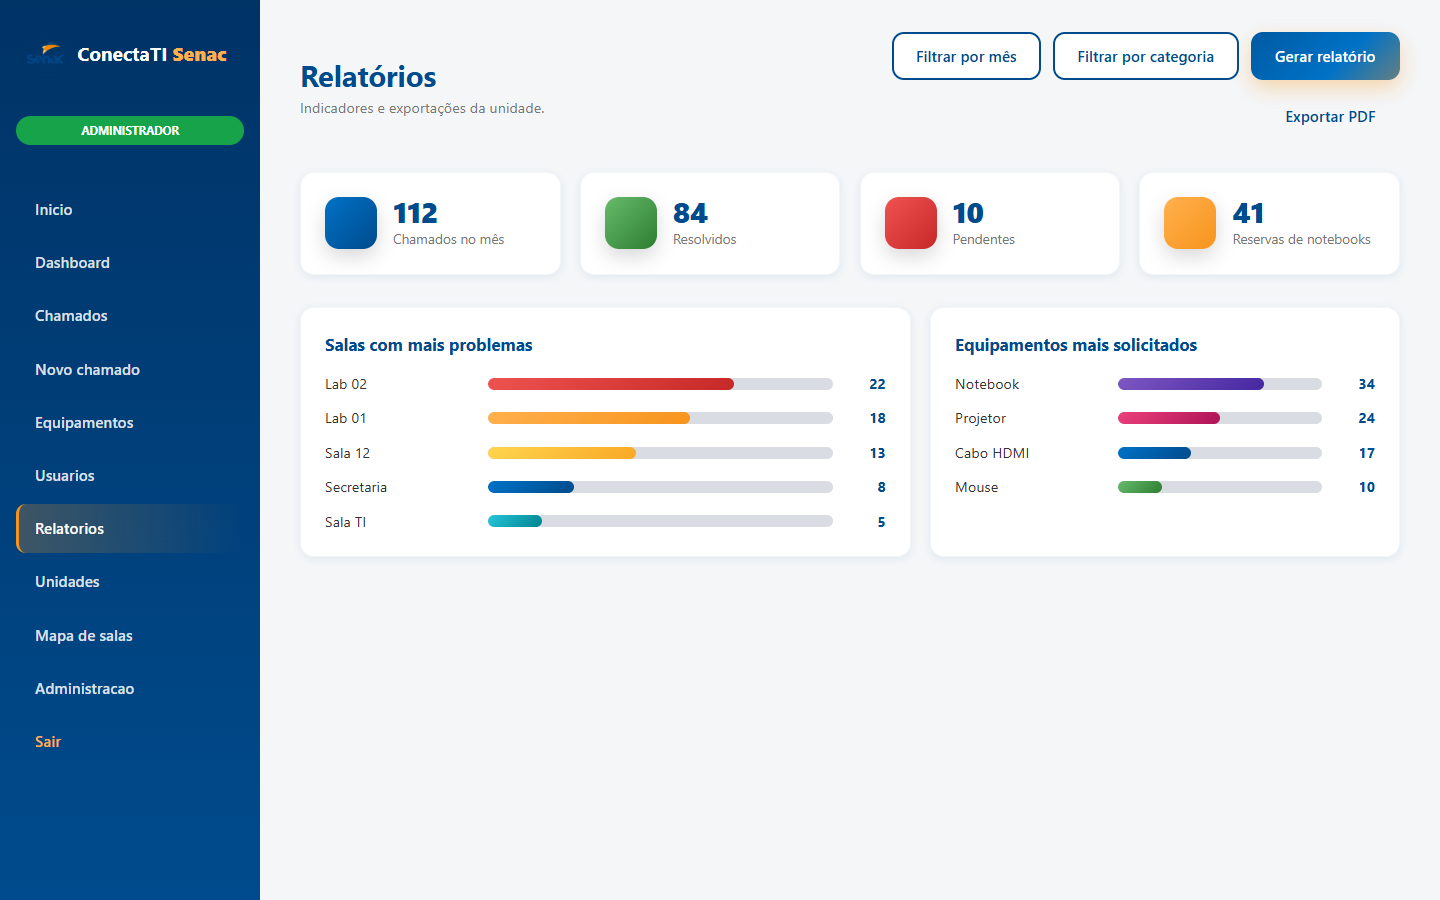 Senac
ConectaTI Senac
ADMINISTRADOR
Inicio
Dashboard
Chamados
Novo chamado
Equipamentos
Usuarios
Relatorios
Unidades
Mapa de salas
Administracao
Sair
Relatórios
Indicadores e exportações da unidade.
Filtrar por mês
Filtrar por categoria
Gerar relatório
Exportar PDF
112
Chamados no mês
84
Resolvidos
10
Pendentes
41
Reservas de notebooks
Salas com mais problemas
Lab 02 22
Lab 01 18
Sala 12 13
Secretaria 8
Sala TI 5
Equipamentos mais solicitados
Notebook 34
Projetor 24
Cabo HDMI 17
Mouse 10